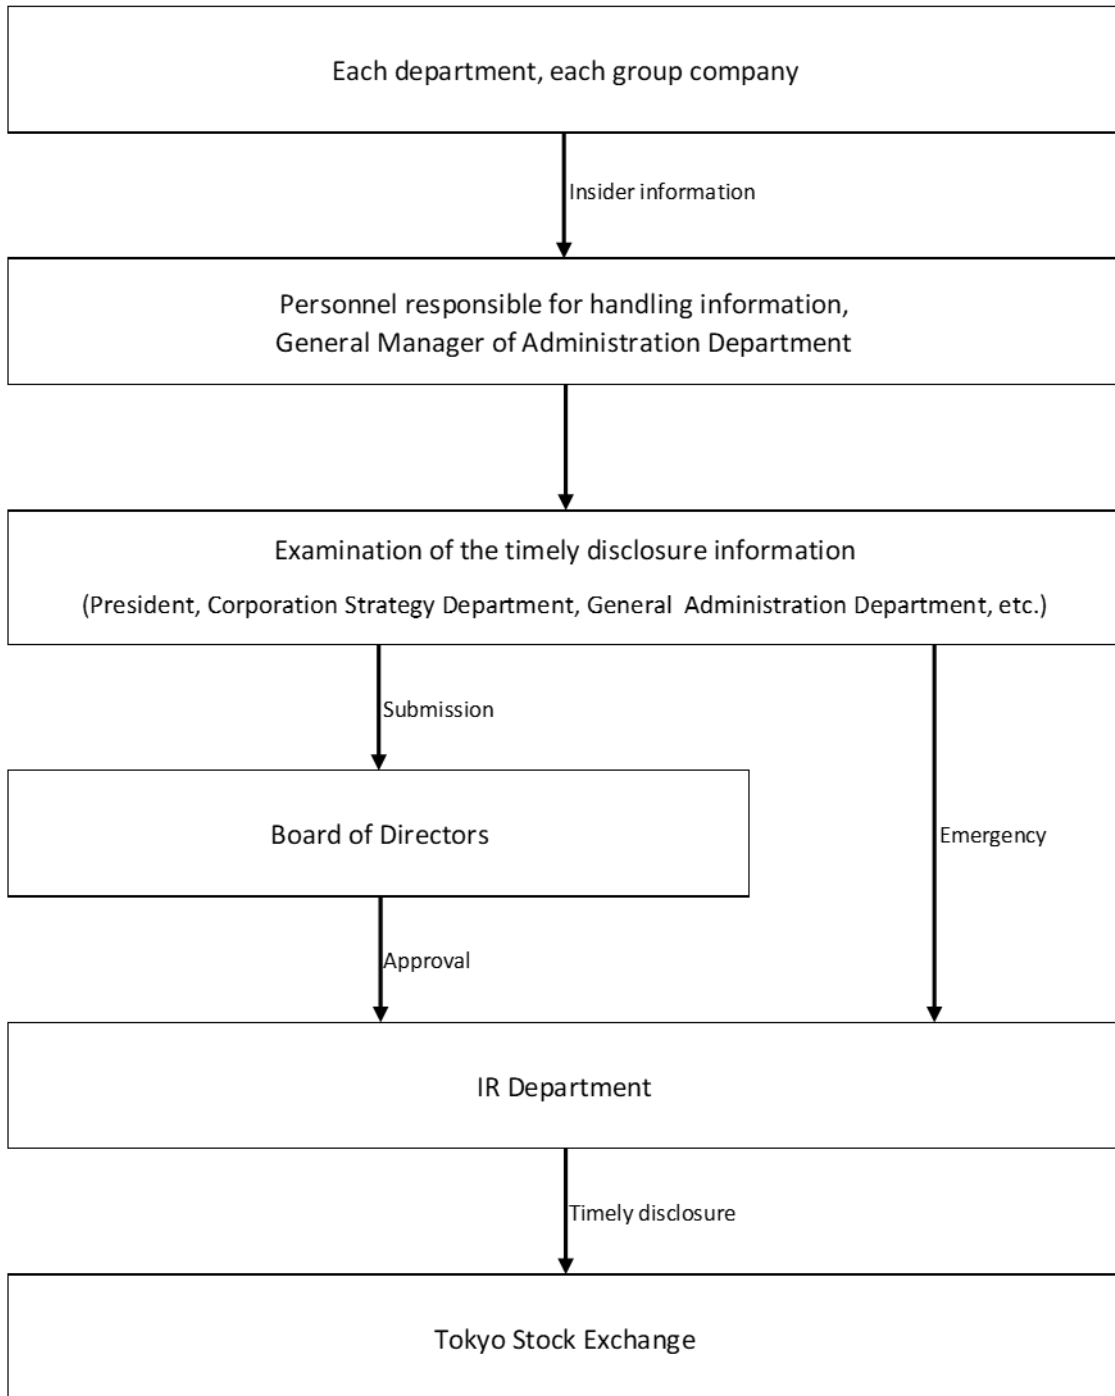 Each department, each group company
Insider information
Personnel responsible for handling information,
General Manager of Administration Department
Examination of the timely disclosure information
(President, Corporation Strategy Department, General Administration Department, etc.)
Submission
Board of Directors
Emergency
Approval
IR Department
Timely disclosure
Tokyo Stock Exchange